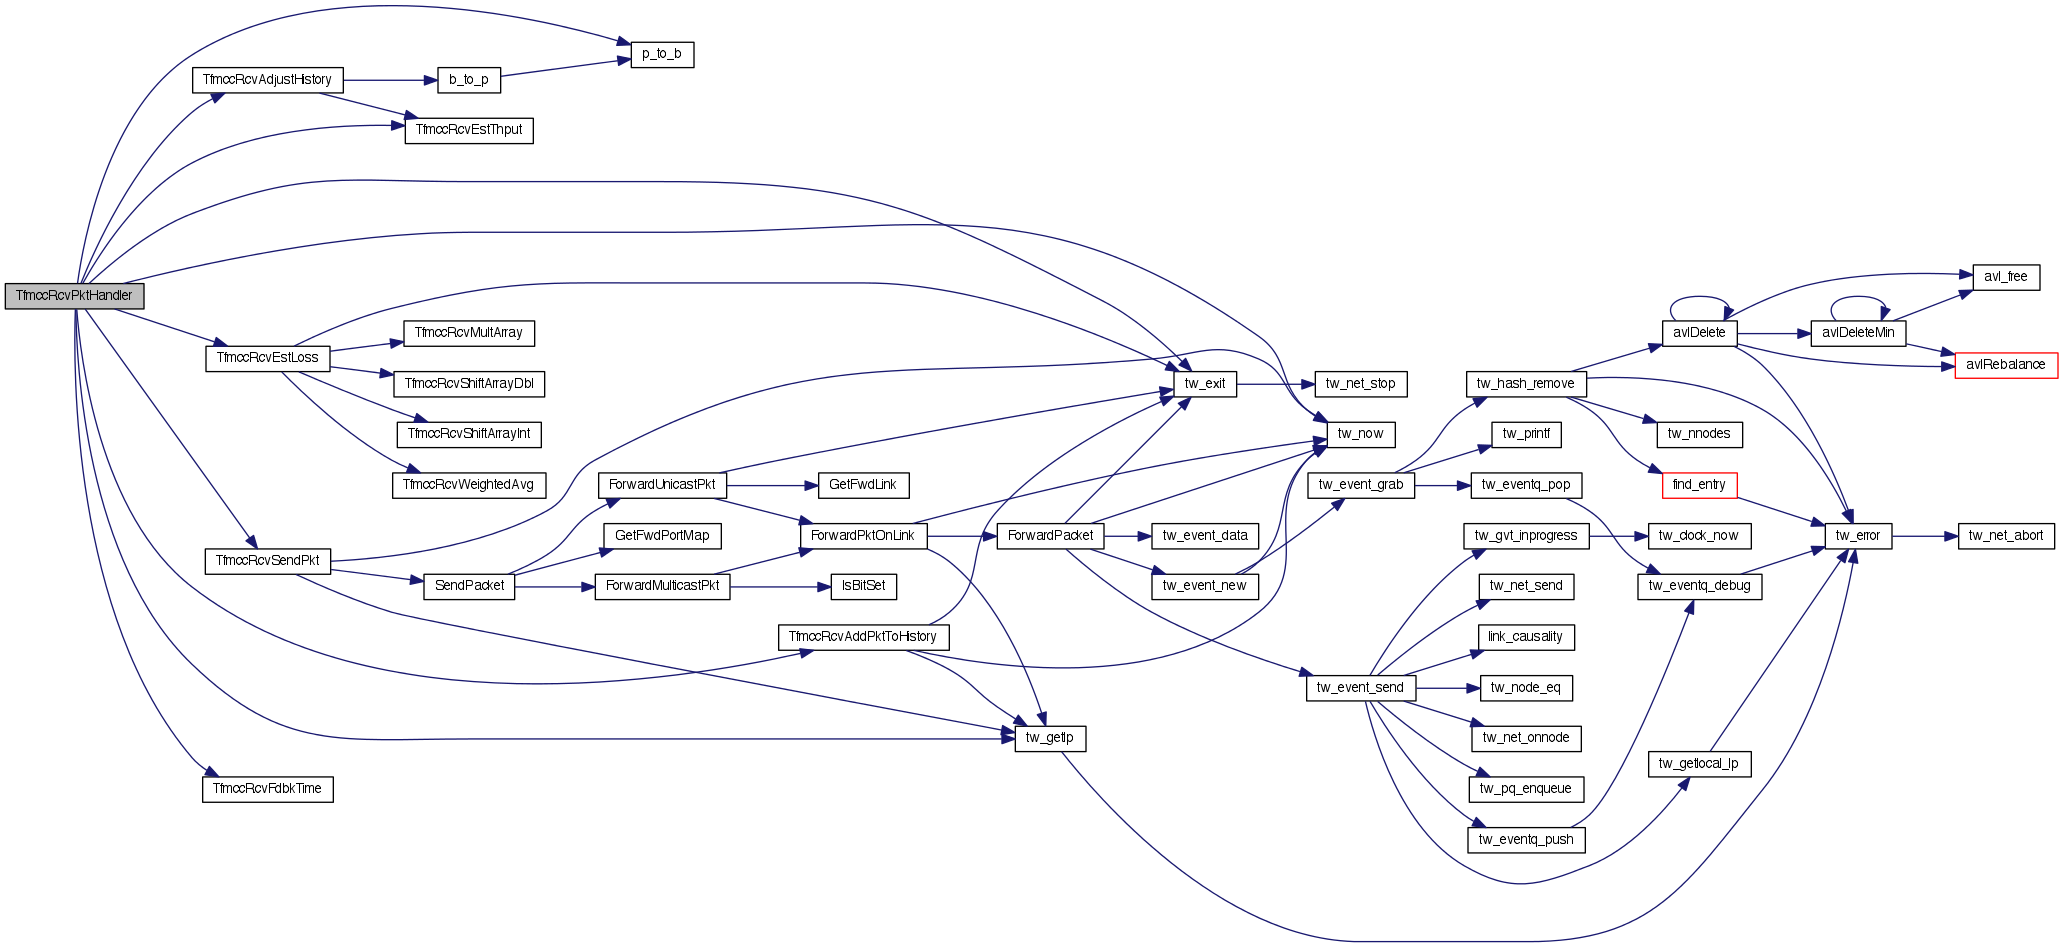 TfmccRcvPktHandler
p_to_b
TfmccRcvAdjustHistory
b_to_p
TfmccRcvEstThput
TfmccRcvEstLoss
TfmccRcvMultArray
TfmccRcvShiftArrayDbl
TfmccRcvShiftArrayInt
TfmccRcvWeightedAvg
TfmccRcvSendPkt
SendPacket
ForwardUnicastPkt
GetFwdPortMap
ForwardMulticastPkt
GetFwdLink
ForwardPktOnLink
IsBitSet
TfmccRcvAddPktToHistory
TfmccRcvFdbkTime
tw_getlp
ForwardPacket
tw_exit
tw_net_stop
tw_now
tw_event_data
tw_event_new
tw_event_grab
tw_event_send
tw_hash_remove
tw_printf
tw_eventq_pop
tw_gvt_inprogress
tw_net_send
link_causality
tw_node_eq
tw_net_onnode
tw_pq_enqueue
tw_eventq_push
avlDelete
avlDeleteMin
avl_free
avlRebalance
tw_nnodes
find_entry
tw_clock_now
tw_eventq_debug
tw_getlocal_lp
tw_error
tw_net_abort